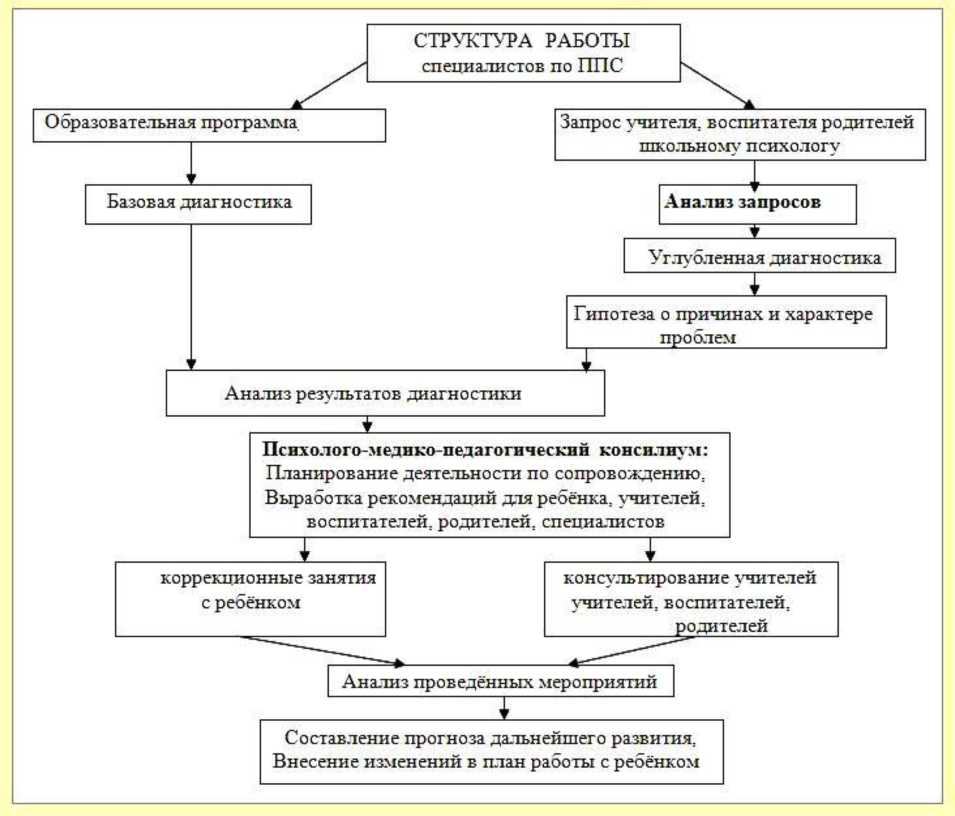 СТРУКТУРА РАБОТЫ
специалистов по ППС
Образовательная программа
Запрос учителя, воспитателя родителей
школьному психологу
Базовая диагностика
Анализ запросов
Углубленная диагностика
Гипотеза о причинах и характере
проблем
Анализ результатов диагностики
Психолого-медико-педагогический консилиум:
Планирование деятельности по сопровождению,
Выработка рекомендаций для ребёнка, учителей,
воспитателей, родителей, специалистов
коррекционные занятия
с ребёнком
консультирование учителей
учителей, воспитателей,
родителей
Анализ проведённых мероприятий
Составление прогноза дальнейшего развития,
Внесение изменений в план работы с ребёнком